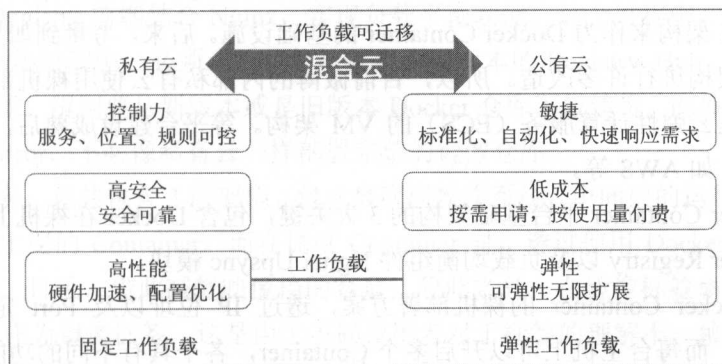 工作负载可迁移
私有云
混合云
公有云
控制力
服务、位置、规则可控
敏捷
标准化、自动化、快速响应需求
高安全
安全可靠
低成本
按需申请，按使用量付费
高性能
硬件加速、配置优化
工作负载
弹性
可弹性无限扩展
固定工作负载
弹性工作负载